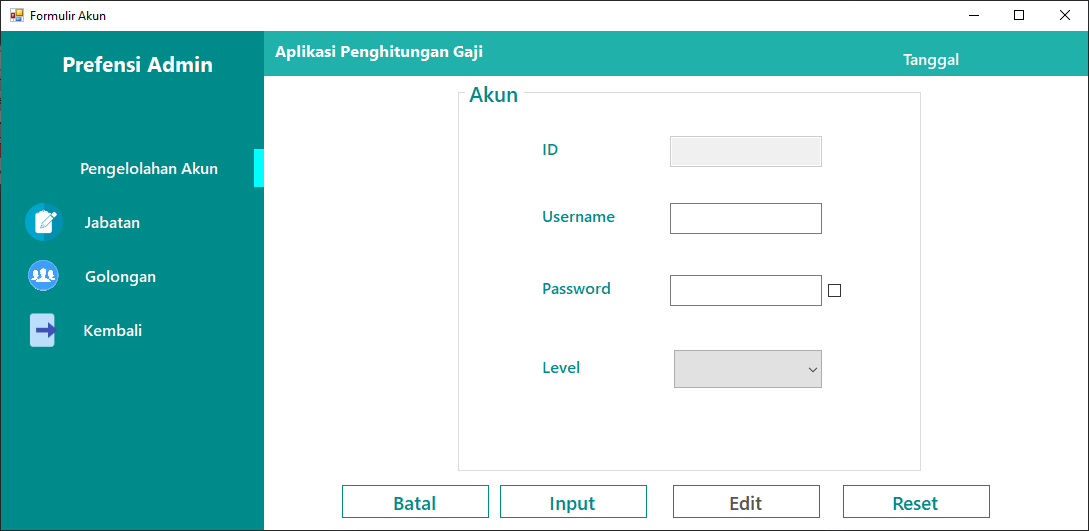 Formulir Akun
Prefensi Admin
Aplikasi Penghitungan Gaji
Tanggal
Pengelolahan Akun
Jabatan
Golongan
Kembali
Akun
ID
Username
Password
Level
Batal
Input
Edit
Reset